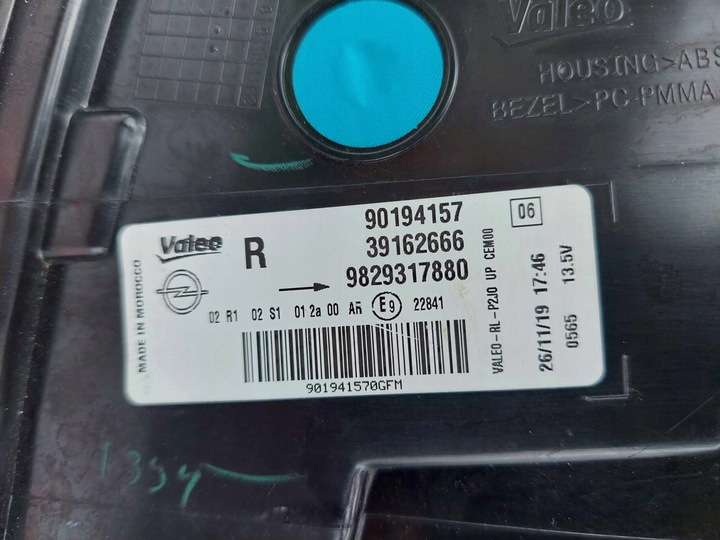 Valeo
HOUSING>ABS
BEZEL>PC-PMMA
Valeo
R
90194157
39162666
9829317880
06
MADE IN MOROCCO
02 R1 02 S1 01 2a 00 AR E9 22841
901941570GFM
VALEO-RL-P2JO UP CEM00
26/11/19 17:46
0565 13.5V